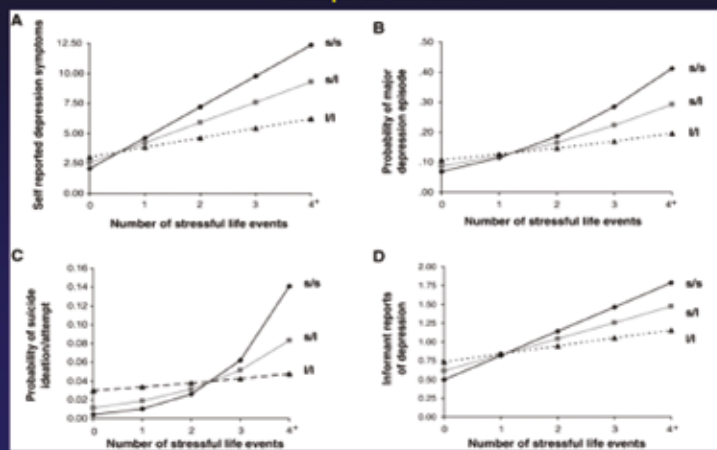 A
12.50
10.00
7.50
5.00
2.50
0.00
Self reported depression symptoms
s/s
s/l
l/l
0 1 2 3 4+
Number of stressful life events
B
.50
.40
.30
.20
.10
.00
Probability of major
depression episode
s/s
s/l
l/l
0 1 2 3 4+
Number of stressful life events
C
0.16
0.14
0.12
0.10
0.08
0.06
0.04
0.02
0.00
Probability of suicide
ideation/attempt
s/s
s/l
l/l
0 1 2 3 4+
Number of stressful life events
D
2.00
1.75
1.50
1.25
1.00
0.75
0.50
0.25
0.00
Informant reports
of depression
s/s
s/l
l/l
0 1 2 3 4+
Number of stressful life events